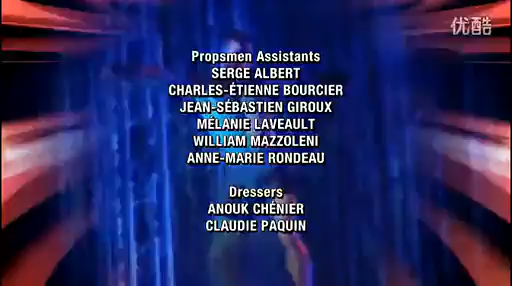 优酷
Propsmen Assistants
SERGE ALBERT
CHARLES-ÉTIENNE BOURCIER
JEAN-SÉBASTIEN GIROUX
MÉLANIE LAVEAULT
WILLIAM MAZZOLENI
ANNE-MARIE RONDEAU
Dressers
ANOUK CHÉNIER
CLAUDIE PAQUIN